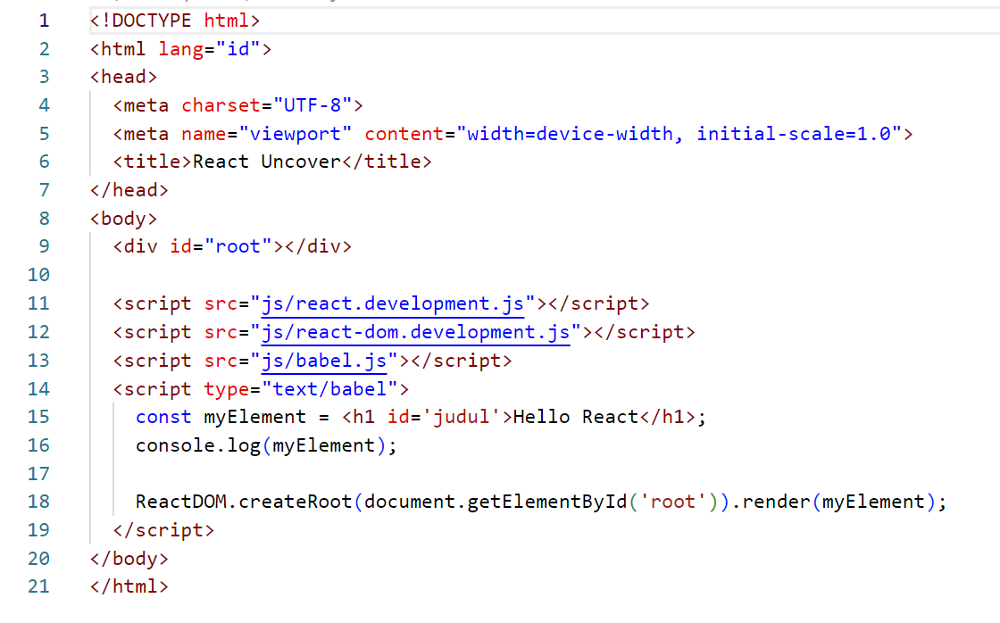 1 <!DOCTYPE html>
2 <html lang="id">
3 <head>
4 <meta charset="UTF-8">
5 <meta name="viewport" content="width=device-width, initial-scale=1.0">
6 <title>React Uncover</title>
7 </head>
8 <body>
9 <div id="root"></div>
10
11 <script src="js/react.development.js"></script>
12 <script src="js/react-dom.development.js"></script>
13 <script src="js/babel.js"></script>
14 <script type="text/babel">
15 const myElement = <h1 id='judul'>Hello React</h1>;
16 console.log(myElement);
17
18 ReactDOM.createRoot(document.getElementById('root')).render(myElement);
19 </script>
20 </body>
21 </html>